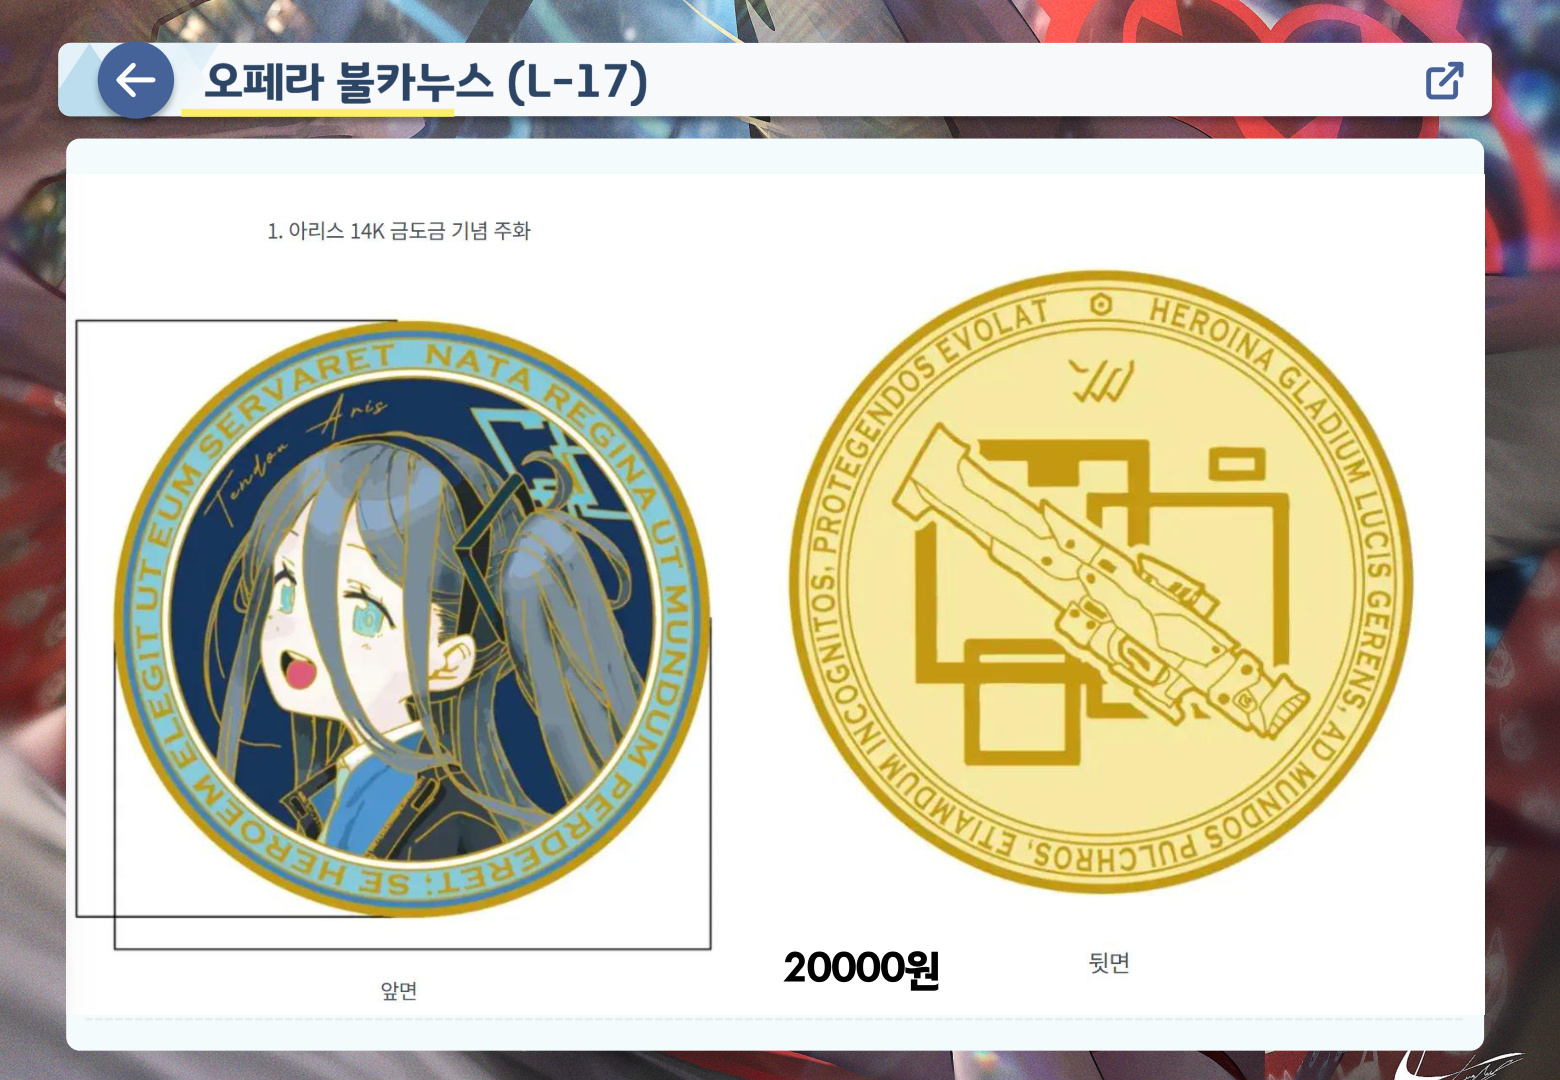 오페라 불카누스 (L-17)
1. 아리스 14K 금도금 기념 주화
NATA REGINA UT MUNDUM PERDERET: SE HEROEM ELEGIT UT EUM SERVARET
Tendou Aris
HEROINA GLADIUM LUCIS GERENS, AD MUNDOS PULCHROS, ETIAMDUM INCOGNITOS, PROTEGENDOS EVOLAT
앞면
20000원
뒷면